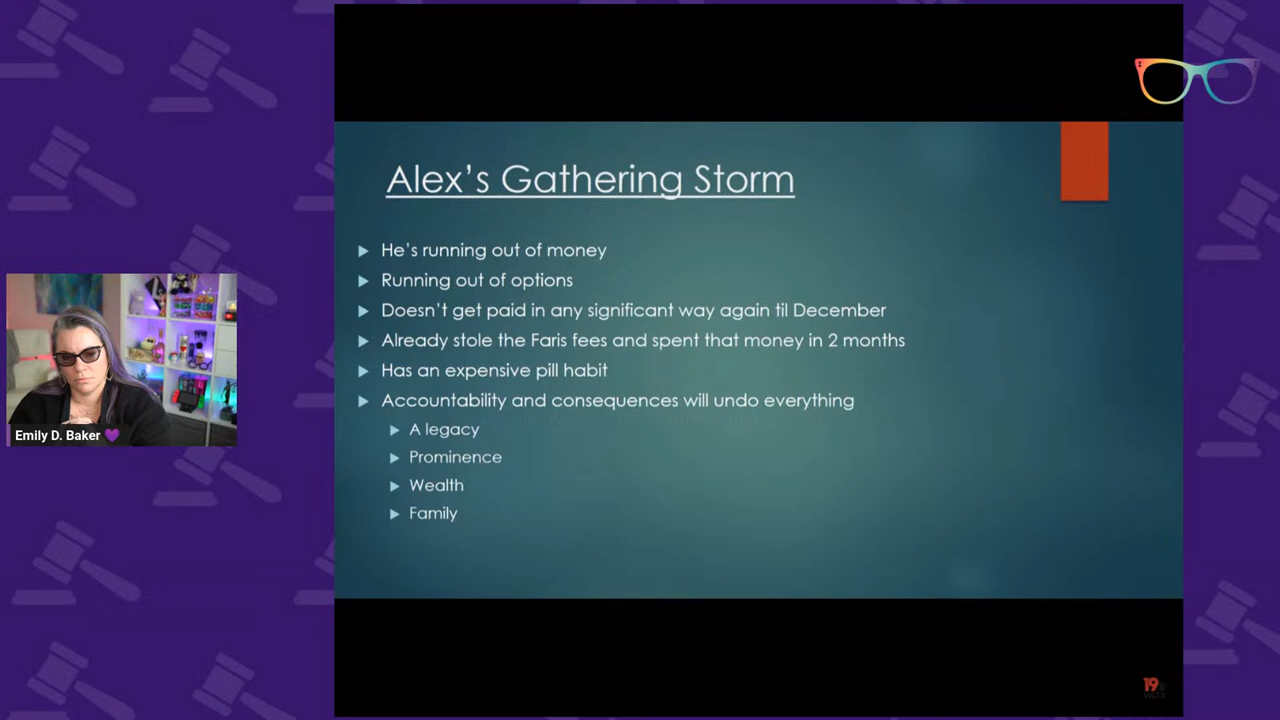 Alex's Gathering Storm
He's running out of money
Running out of options
Doesn't get paid in any significant way again til December
Already stole the Faris fees and spent that money in 2 months
Has an expensive pill habit
Accountability and consequences will undo everything
A legacy
Prominence
Wealth
Family
Emily D. Baker 💜
19